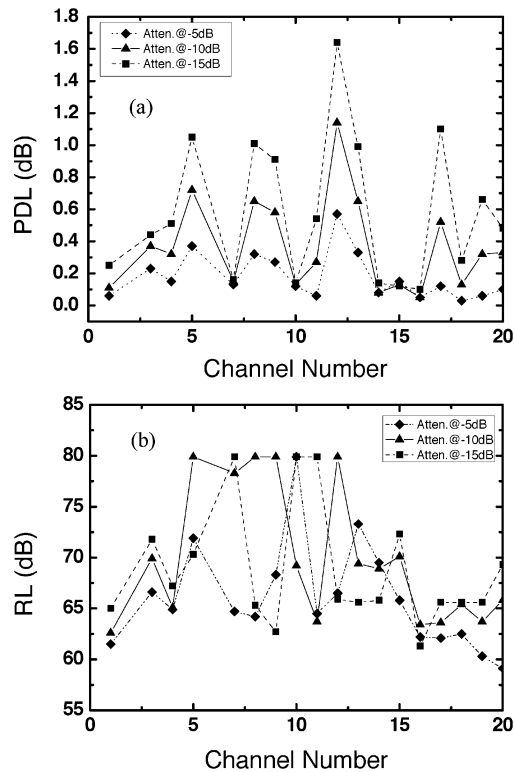 1.8
1.6
1.4
1.2
1.0
0.8
0.6
0.4
0.2
0.0
PDL (dB)
Atten.@-5dB
Atten.@-10dB
Atten.@-15dB
(a)
0 5 10 15 20
Channel Number
85
80
75
70
65
60
55
RL (dB)
(b)
Atten.@-5dB
Atten.@-10dB
Atten.@-15dB
0 5 10 15 20
Channel Number